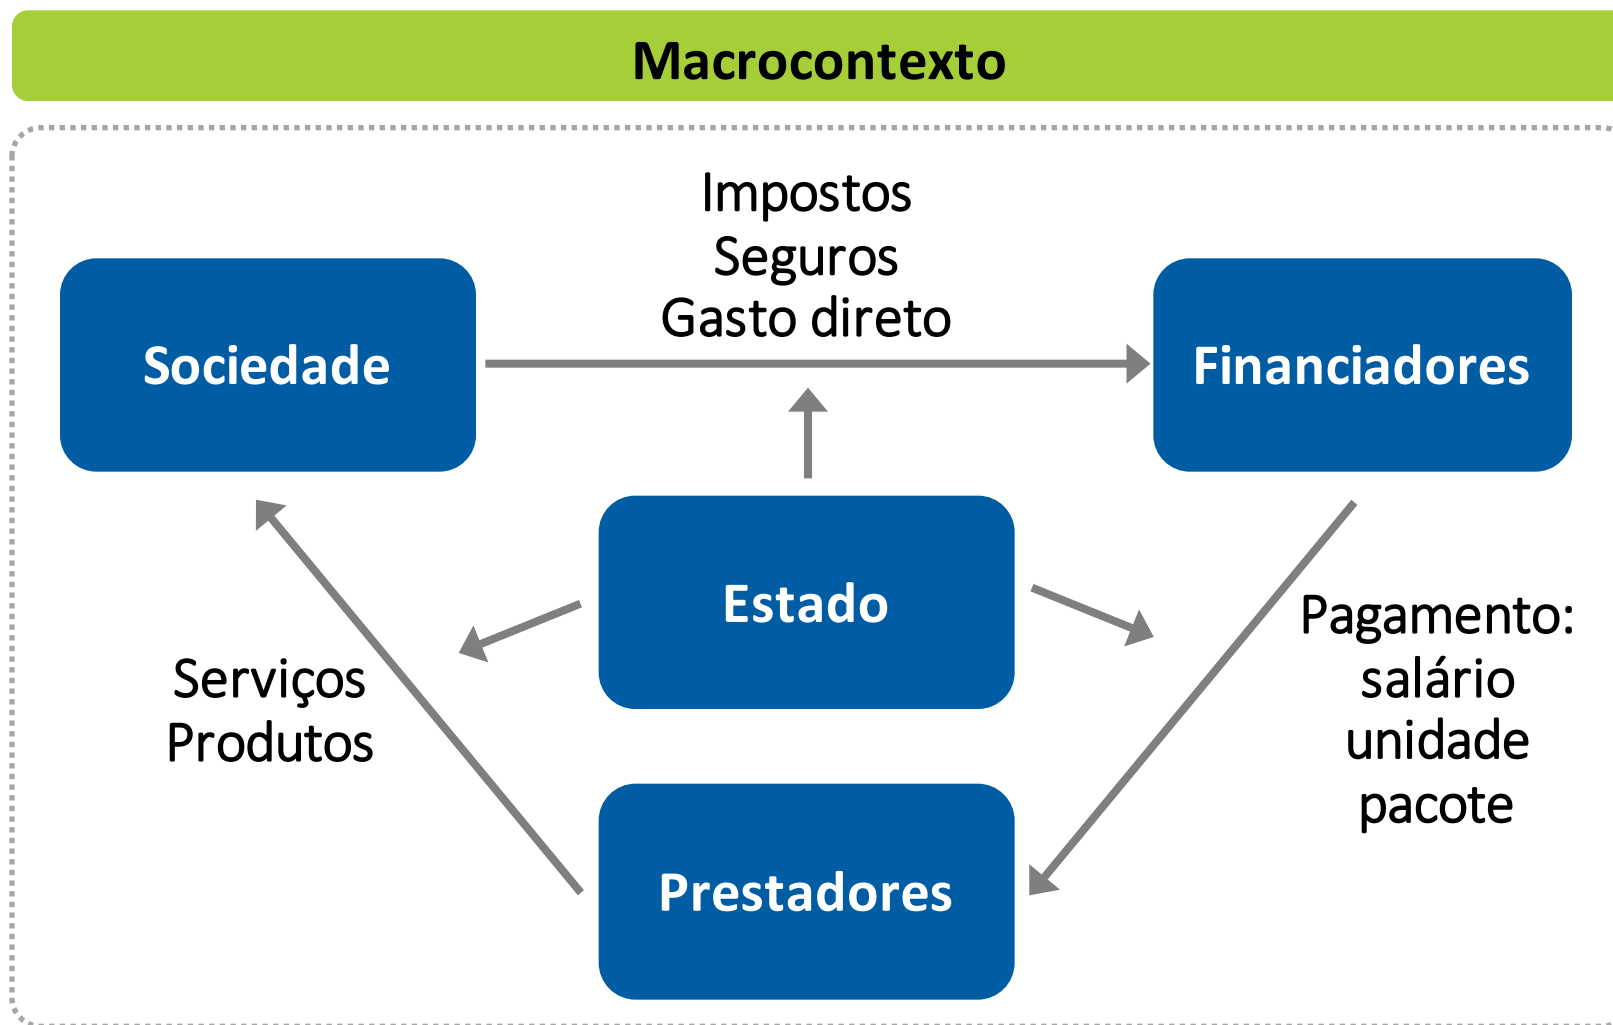 Macrocontexto
Impostos
Seguros
Gasto direto
Sociedade
Financiadores
Estado
Pagamento:
salário
unidade
pacote
Serviços
Produtos
Prestadores